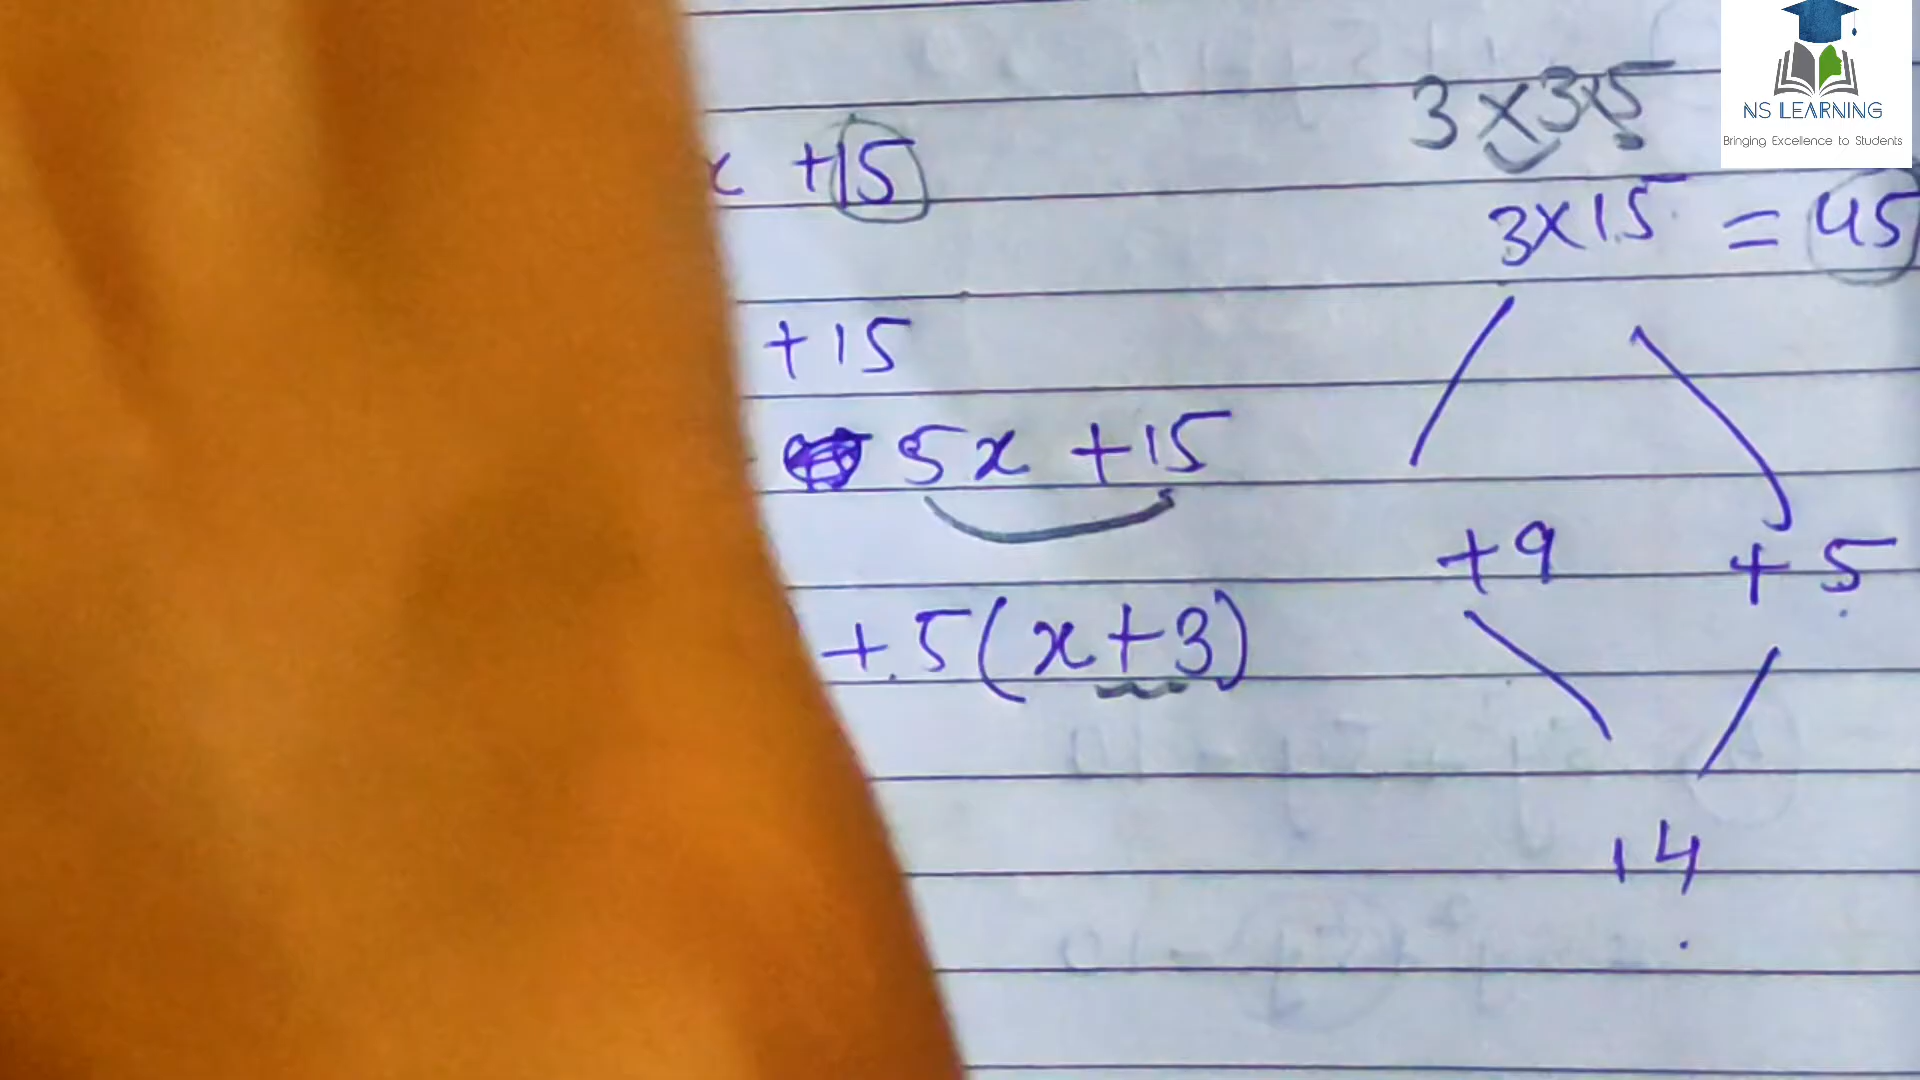 x +15
+15
5x +15
+5(x+3)
3×3×5
3×15 = 45
+9 +5
14
NS LEARNING
Bringing Excellence to Students